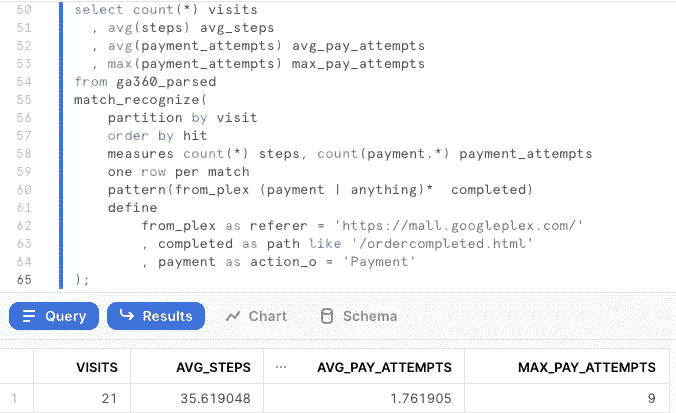 50 select count(*) visits
51 , avg(steps) avg_steps
52 , avg(payment_attempts) avg_pay_attempts
53 , max(payment_attempts) max_pay_attempts
54 from ga360_parsed
55 match_recognize(
56 partition by visit
57 order by hit
58 measures count(*) steps, count(payment.*) payment_attempts
59 one row per match
60 pattern(from_plex (payment | anything)*  completed)
61 define
62 from_plex as referer = 'https://mall.googleplex.com/'
63 , completed as path like '/ordercompleted.html'
64 , payment as action_o = 'Payment'
65 );
Query Results Chart Schema
VISITS AVG_STEPS ... AVG_PAY_ATTEMPTS MAX_PAY_ATTEMPTS
1 21 35.619048 1.761905 9